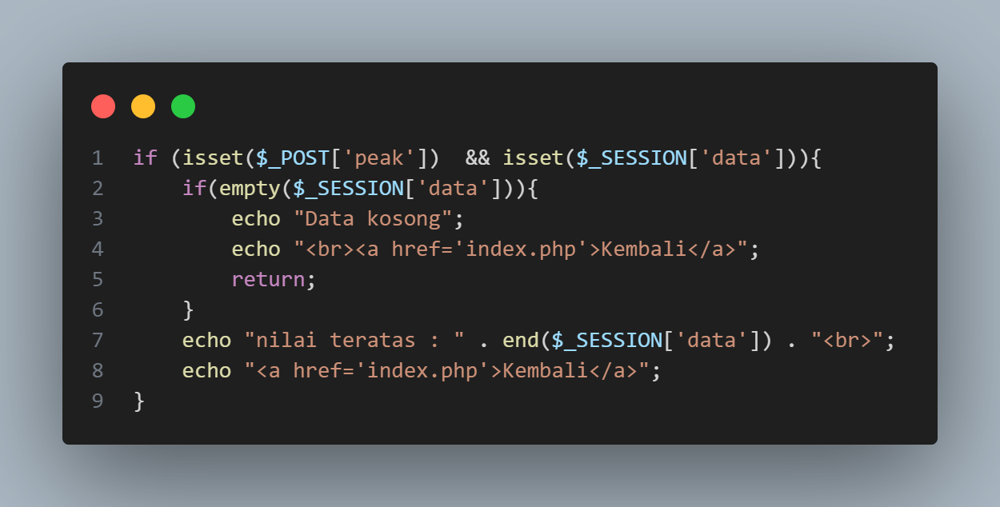 1 if (isset($_POST['peak'])  && isset($_SESSION['data'])){
2     if(empty($_SESSION['data'])){
3         echo "Data kosong";
4         echo "<br><a href='index.php'>Kembali</a>";
5         return;
6     }
7     echo "nilai teratas : " . end($_SESSION['data']) . "<br>";
8     echo "<a href='index.php'>Kembali</a>";
9 }